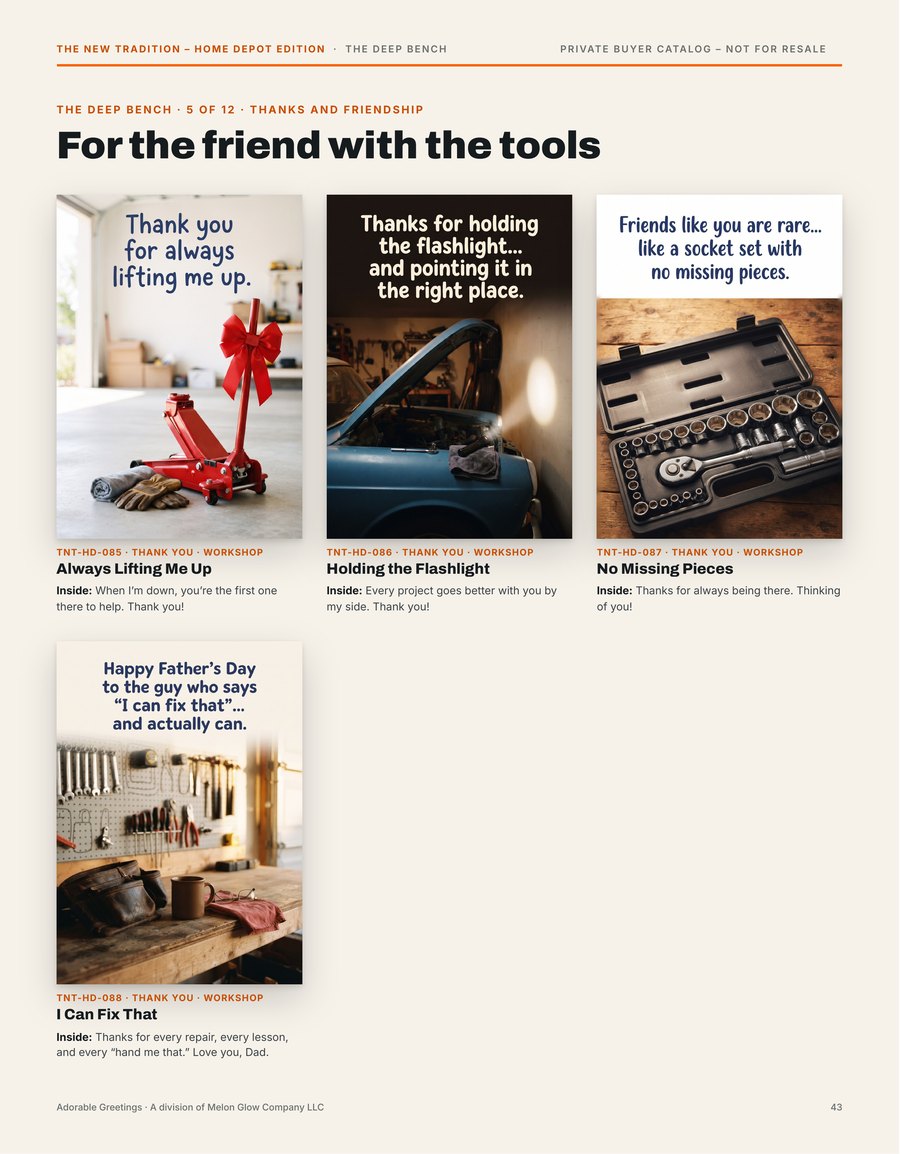 THE NEW TRADITION – HOME DEPOT EDITION · THE DEEP BENCH
PRIVATE BUYER CATALOG – NOT FOR RESALE
THE DEEP BENCH · 5 OF 12 · THANKS AND FRIENDSHIP
For the friend with the tools
Thank you
for always
lifting me up.
TNT-HD-085 · THANK YOU · WORKSHOP
Always Lifting Me Up
Inside: When I’m down, you’re the first one
there to help. Thank you!
Thanks for holding
the flashlight...
and pointing it in
the right place.
TNT-HD-086 · THANK YOU · WORKSHOP
Holding the Flashlight
Inside: Every project goes better with you by
my side. Thank you!
Friends like you are rare...
like a socket set with
no missing pieces.
TNT-HD-087 · THANK YOU · WORKSHOP
No Missing Pieces
Inside: Thanks for always being there. Thinking
of you!
Happy Father’s Day
to the guy who says
“I can fix that”...
and actually can.
TNT-HD-088 · THANK YOU · WORKSHOP
I Can Fix That
Inside: Thanks for every repair, every lesson,
and every “hand me that.” Love you, Dad.
Adorable Greetings · A division of Melon Glow Company LLC
43